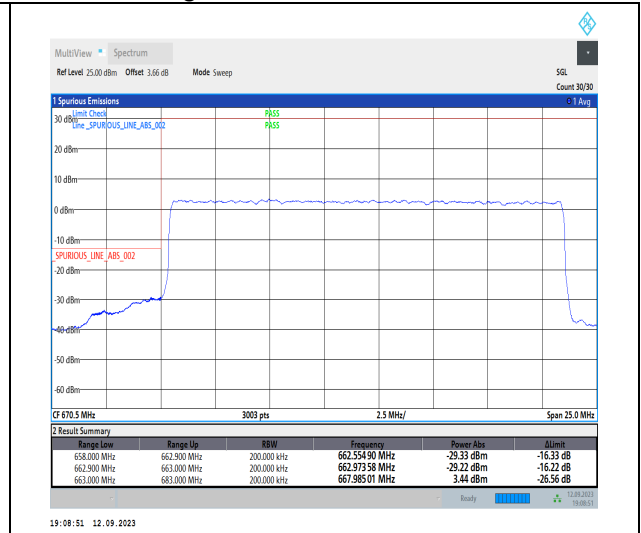 MultiView * Spectrum
Ref Level 25.00 dBm Offset 3.66 dB Mode Sweep SGL
Count 30/30
1 Spurious Emissions 1 Avg
Limit Check PASS
30 dBm
Line _SPURIOUS_LINE_ABS_002 PASS
20 dBm
10 dBm
0 dBm
-10 dBm
_SPURIOUS_LINE_ABS_002
-20 dBm
-30 dBm
-40 dBm
-50 dBm
-60 dBm
CF 670.5 MHz 3003 pts 2.5 MHz/ Span 25.0 MHz
2 Result Summary
Range Low Range Up RBW Frequency Power Abs ΔLimit
658.000 MHz 662.900 MHz 200.000 kHz 662.554 90 MHz -29.33 dBm -16.33 dB
662.900 MHz 663.000 MHz 200.000 kHz 662.973 58 MHz -29.22 dBm -16.22 dB
663.000 MHz 683.000 MHz 200.000 kHz 667.985 01 MHz 3.44 dBm -26.56 dB
Ready 12.09.2023
19:08:51
19:08:51 12.09.2023